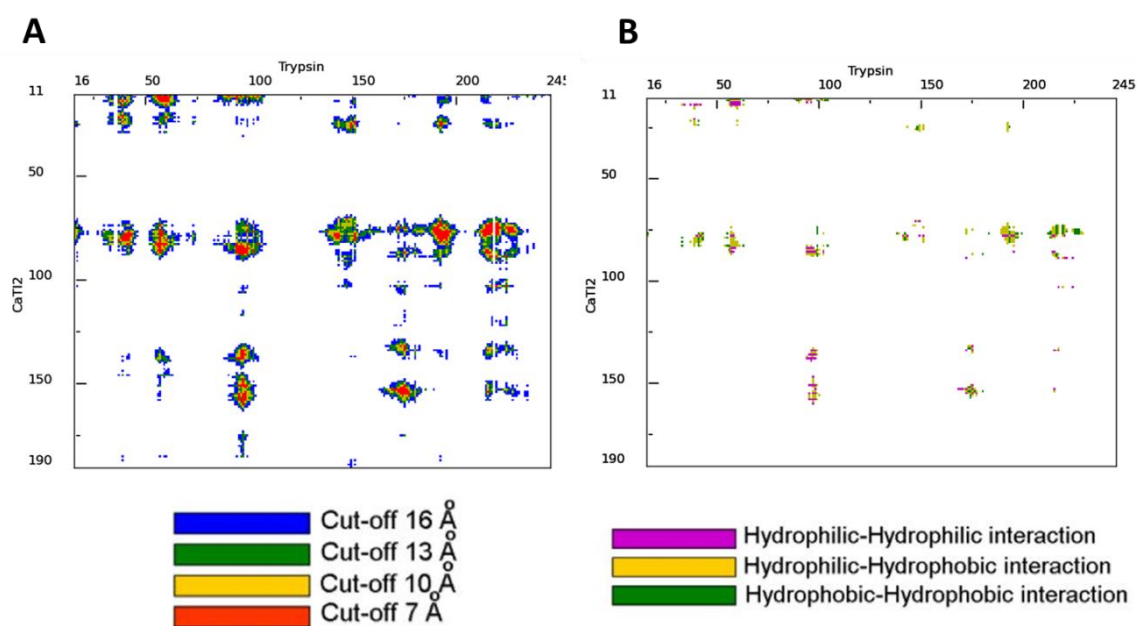 A
B
Trypsin
16 50 100 150 200 245
11
50
100
150
190
CaTI2
Trypsin
16 50 100 150 200 245
11
50
100
150
190
CaTI2
Cut-off 16 Å
Cut-off 13 Å
Cut-off 10 Å
Cut-off 7 Å
Hydrophilic-Hydrophilic interaction
Hydrophilic-Hydrophobic interaction
Hydrophobic-Hydrophobic interaction